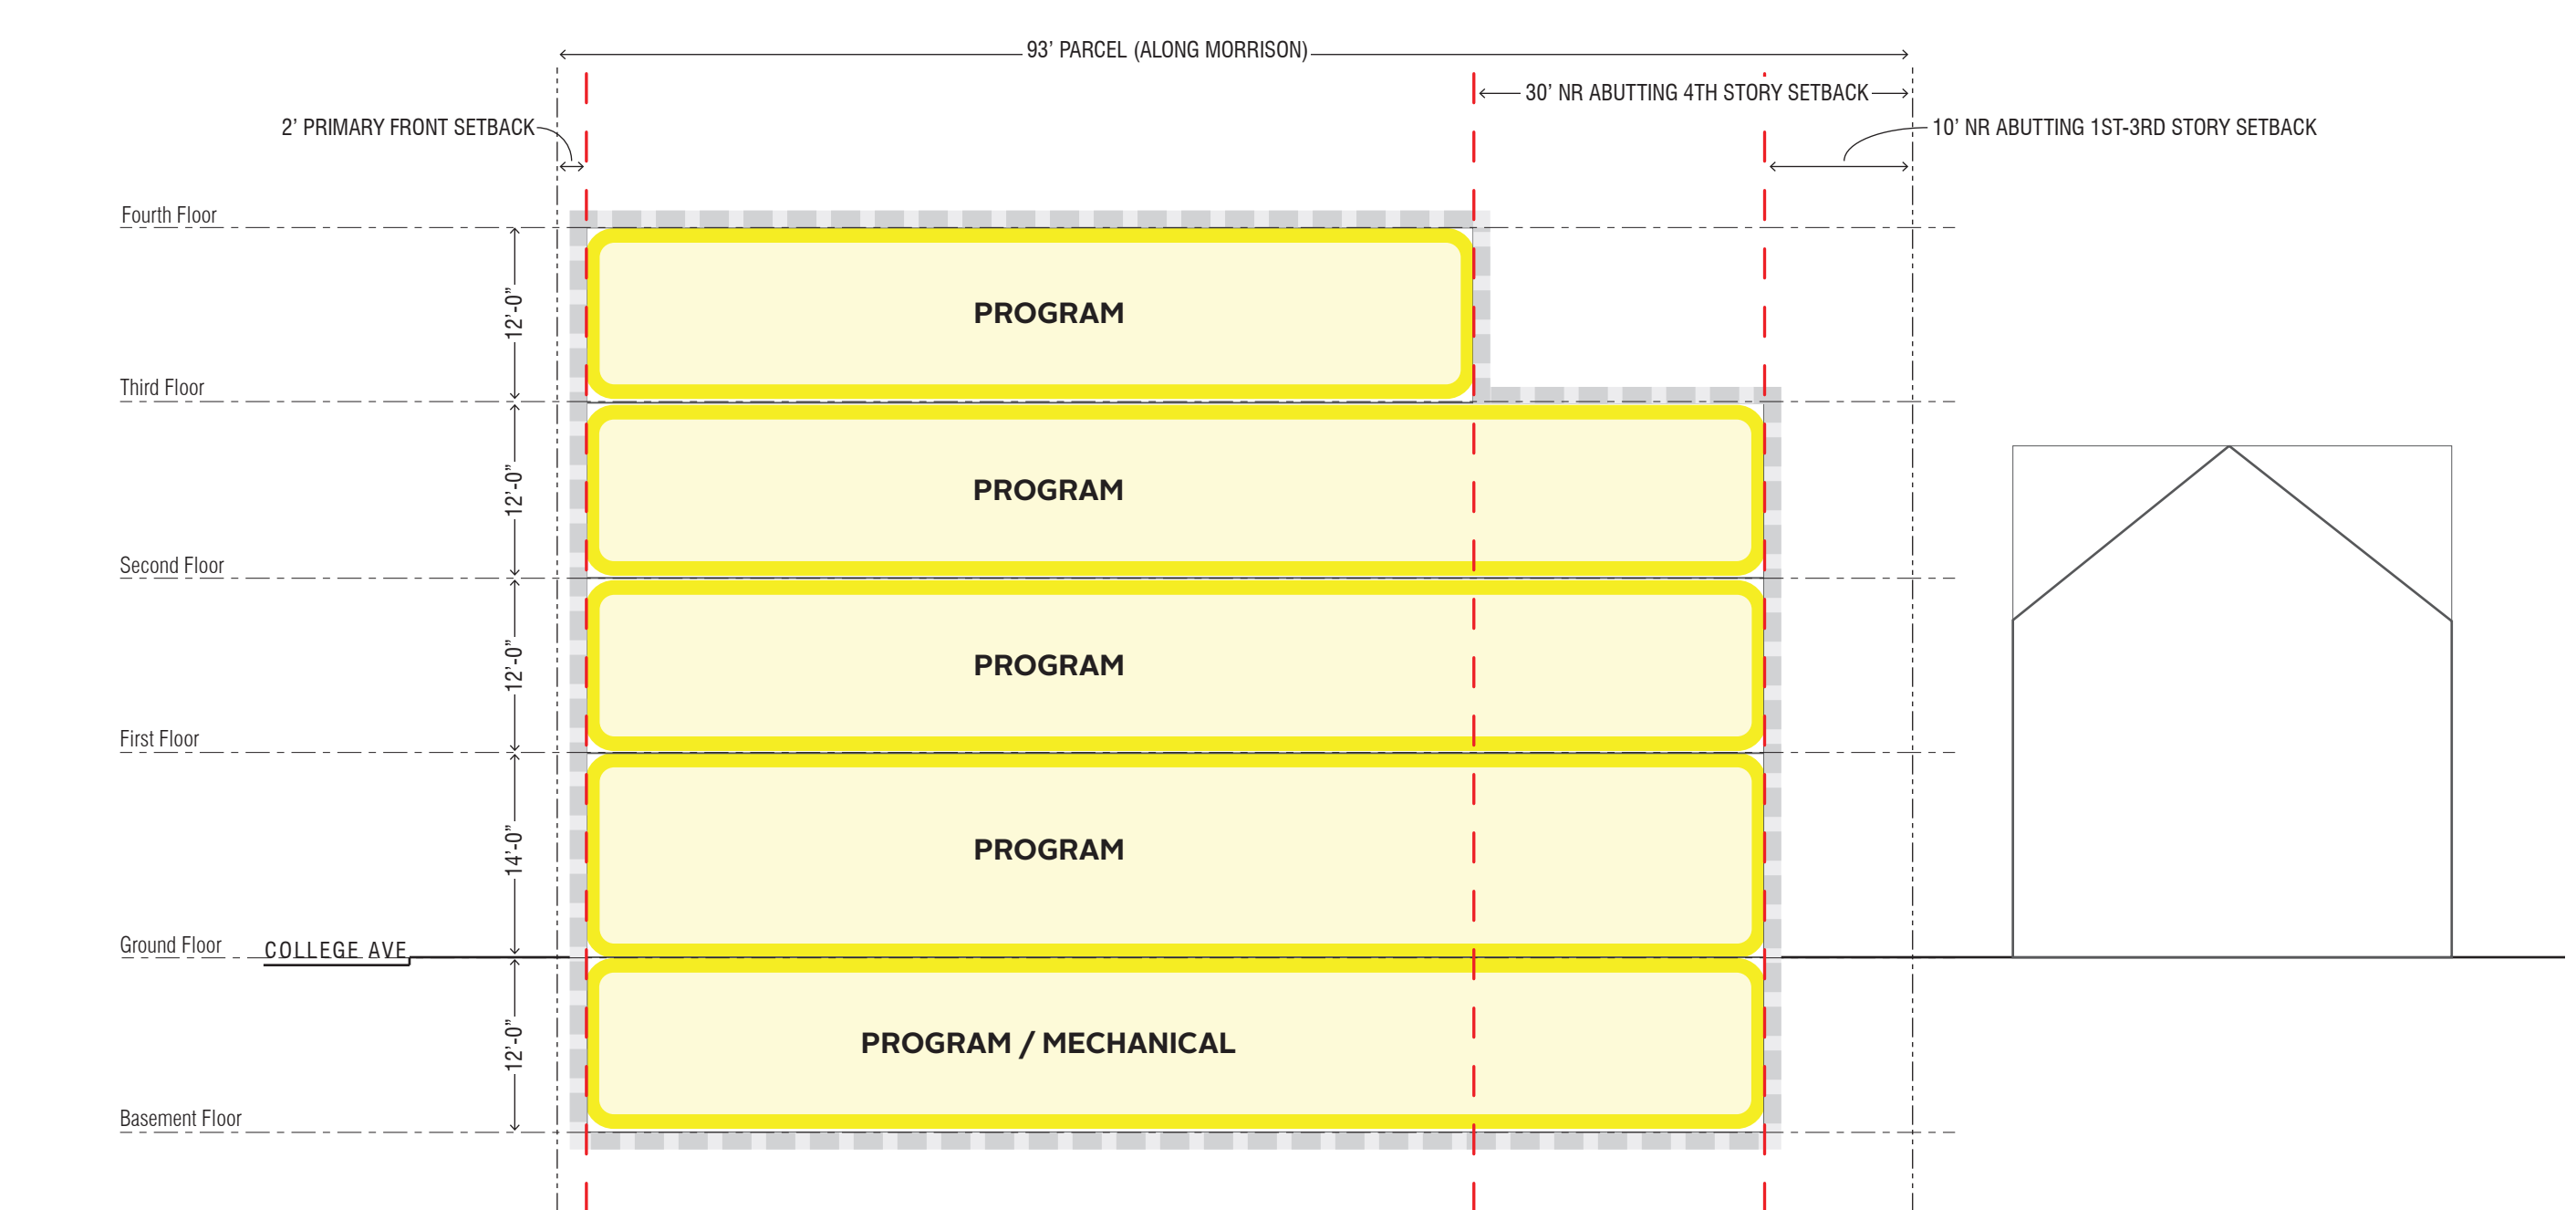 93’ PARCEL (ALONG MORRISON)
30’ NR ABUTTING 4TH STORY SETBACK
2’ PRIMARY FRONT SETBACK
10’ NR ABUTTING 1ST-3RD STORY SETBACK
Fourth Floor
12’-0”
PROGRAM
Third Floor
12’-0”
PROGRAM
Second Floor
12’-0”
PROGRAM
First Floor
14’-0”
PROGRAM
Ground Floor
COLLEGE AVE
12’-0”
PROGRAM / MECHANICAL
Basement Floor